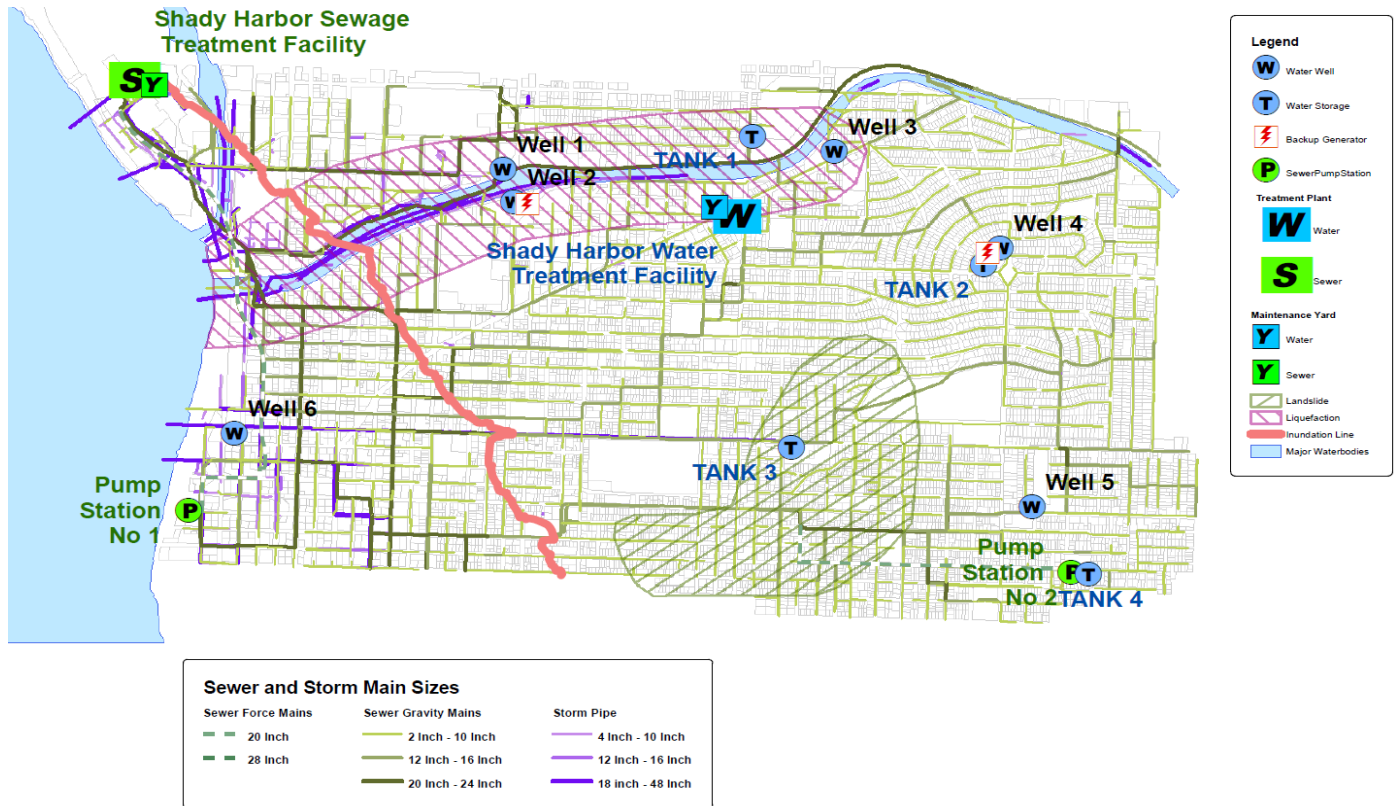 Shady Harbor Sewage
Treatment Facility
S
Y
Well 1
W
Well 2
W
TANK 1
T
Well 3
W
Y
W
Shady Harbor Water
Treatment Facility
Well 4
W
T
TANK 2
Well 6
W
Pump
Station
No 1
P
T
TANK 3
Well 5
W
Pump
Station
No 2
P
T
TANK 4
Legend
W Water Well
T Water Storage
Backup Generator
P SewerPumpStation
Treatment Plant
W Water
S Sewer
Maintenance Yard
Y Water
Y Sewer
Landslide
Liquefaction
Inundation Line
Major Waterbodies
Sewer and Storm Main Sizes
Sewer Force Mains
20 Inch
28 Inch
Sewer Gravity Mains
2 Inch - 10 Inch
12 Inch - 16 Inch
20 Inch - 24 Inch
Storm Pipe
4 Inch - 10 Inch
12 Inch - 16 Inch
18 inch - 48 Inch